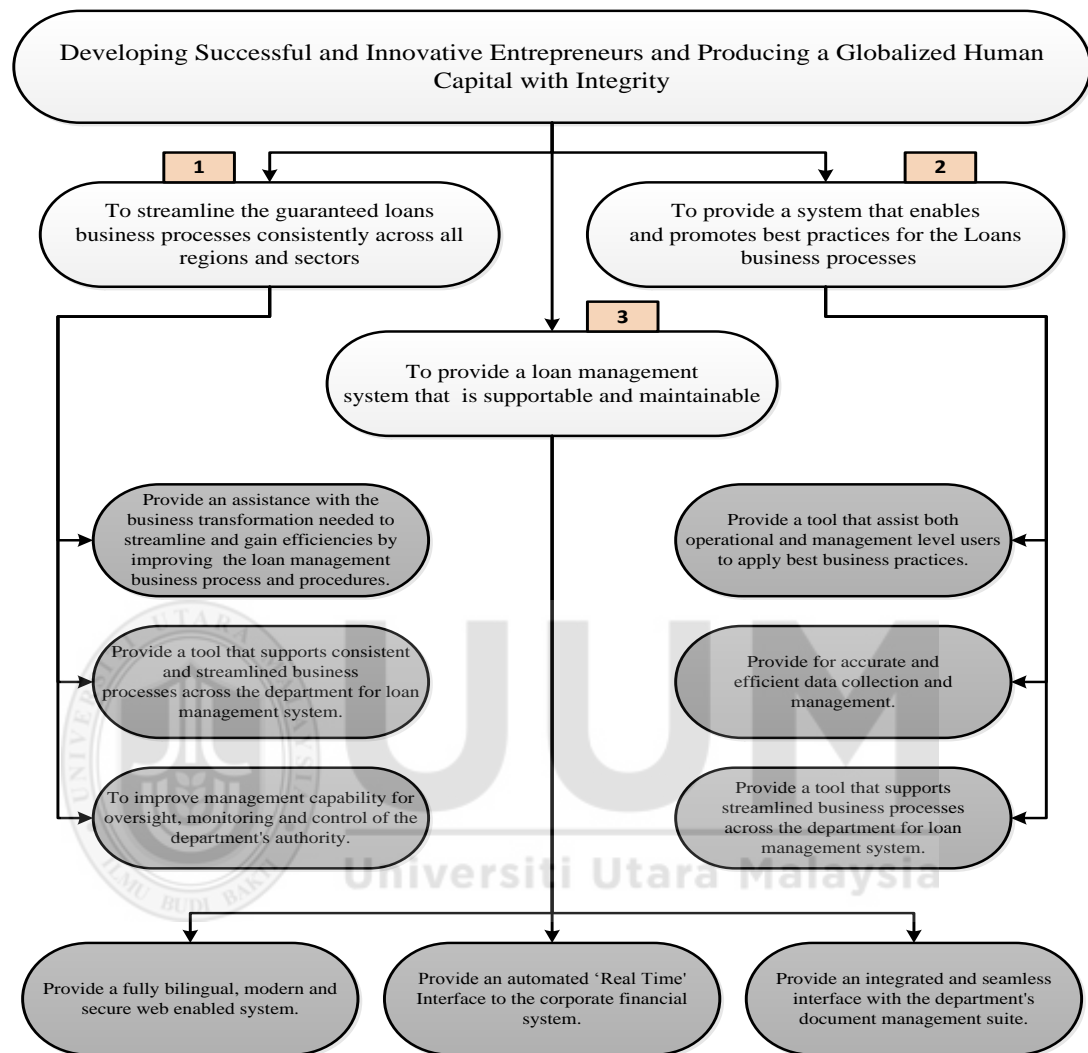 Developing Successful and Innovative Entrepreneurs and Producing a Globalized Human
Capital with Integrity
1
To streamline the guaranteed loans
business processes consistently across all
regions and sectors
2
To provide a system that enables
and promotes best practices for the Loans
business processes
3
To provide a loan management
system that is supportable and maintainable
Provide an assistance with the
business transformation needed to
streamline and gain efficiencies by
improving the loan management
business process and procedures.
Provide a tool that supports consistent
and streamlined business
processes across the department for loan
management system.
To improve management capability for
oversight, monitoring and control of the
department's authority.
Provide a tool that assist both
operational and management level users
to apply best business practices.
Provide for accurate and
efficient data collection and
management.
Provide a tool that supports
streamlined business processes
across the department for loan
management system.
UNIVERSITI UTARA MALAYSIA
ILMU BUDI BAKTI
UUM
Universiti Utara Malaysia
Provide a fully bilingual, modern and
secure web enabled system.
Provide an automated ‘Real Time'
Interface to the corporate financial
system.
Provide an integrated and seamless
interface with the department's
document management suite.